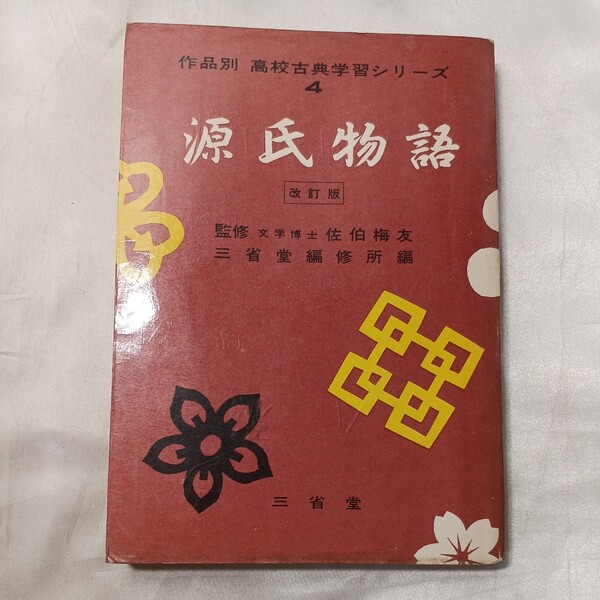 作品別 高校古典学習シリーズ
4
源氏物語
改訂版
監修 文学博士 佐伯梅友
三省堂編修所編
三省堂